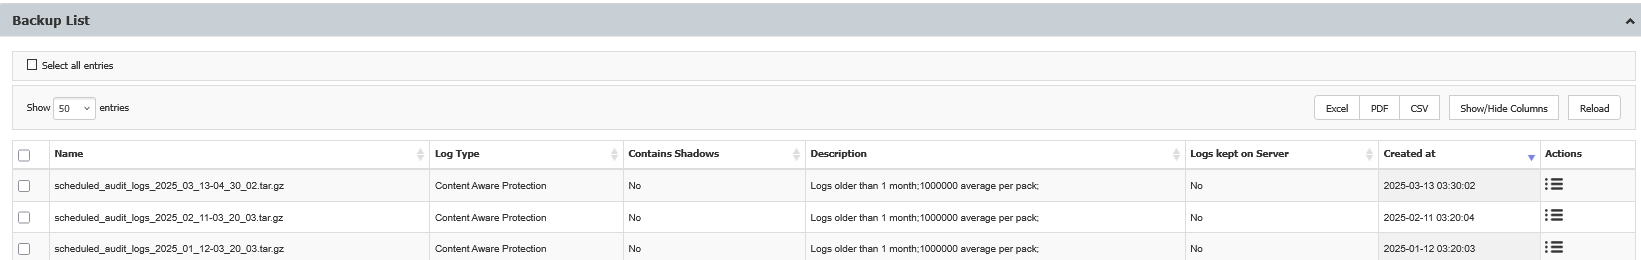 Backup List
Select all entries
Show 50 entries Excel PDF CSV Show/Hide Columns Reload
Name Log Type Contains Shadows Description Logs kept on Server Created at Actions
scheduled_audit_logs_2025_03_13-04_30_02.tar.gz Content Aware Protection No Logs older than 1 month;1000000 average per pack; No 2025-03-13 03:30:02
scheduled_audit_logs_2025_02_11-03_20_03.tar.gz Content Aware Protection No Logs older than 1 month;1000000 average per pack; No 2025-02-11 03:20:04
scheduled_audit_logs_2025_01_12-03_20_03.tar.gz Content Aware Protection No Logs older than 1 month;1000000 average per pack; No 2025-01-12 03:20:03